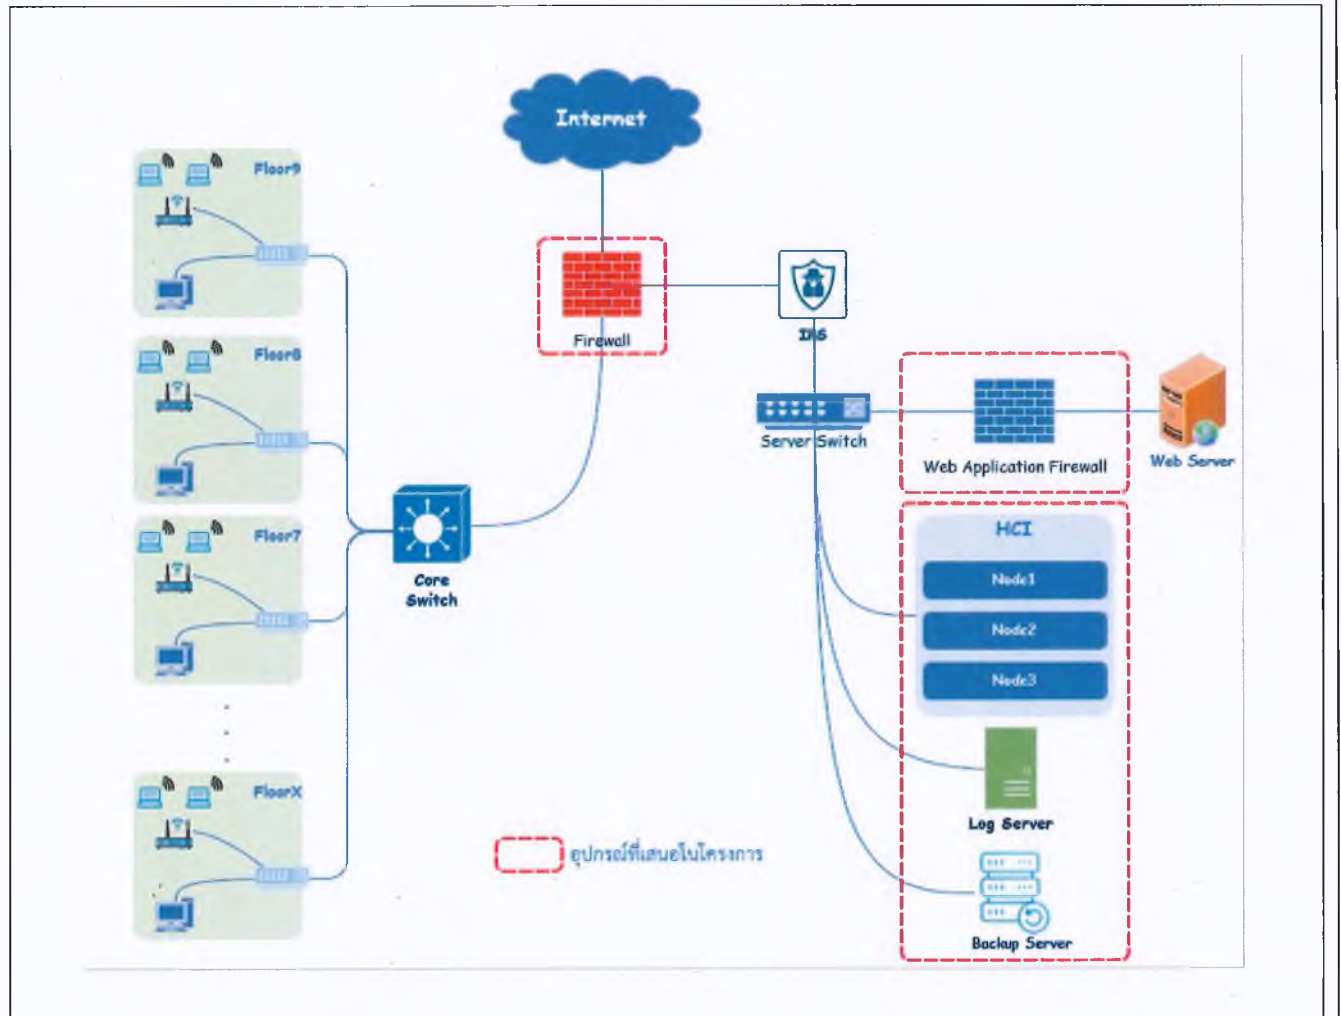 Internet
Floor9
Firewall
Floor8
Server Switch
Web Application Firewall
Web Server
Floor7
Core
Switch
HCI
Node1
Node2
Node3
FloorX
Log Server
อุปกรณ์ที่เสนอในโครงการ
Backup Server